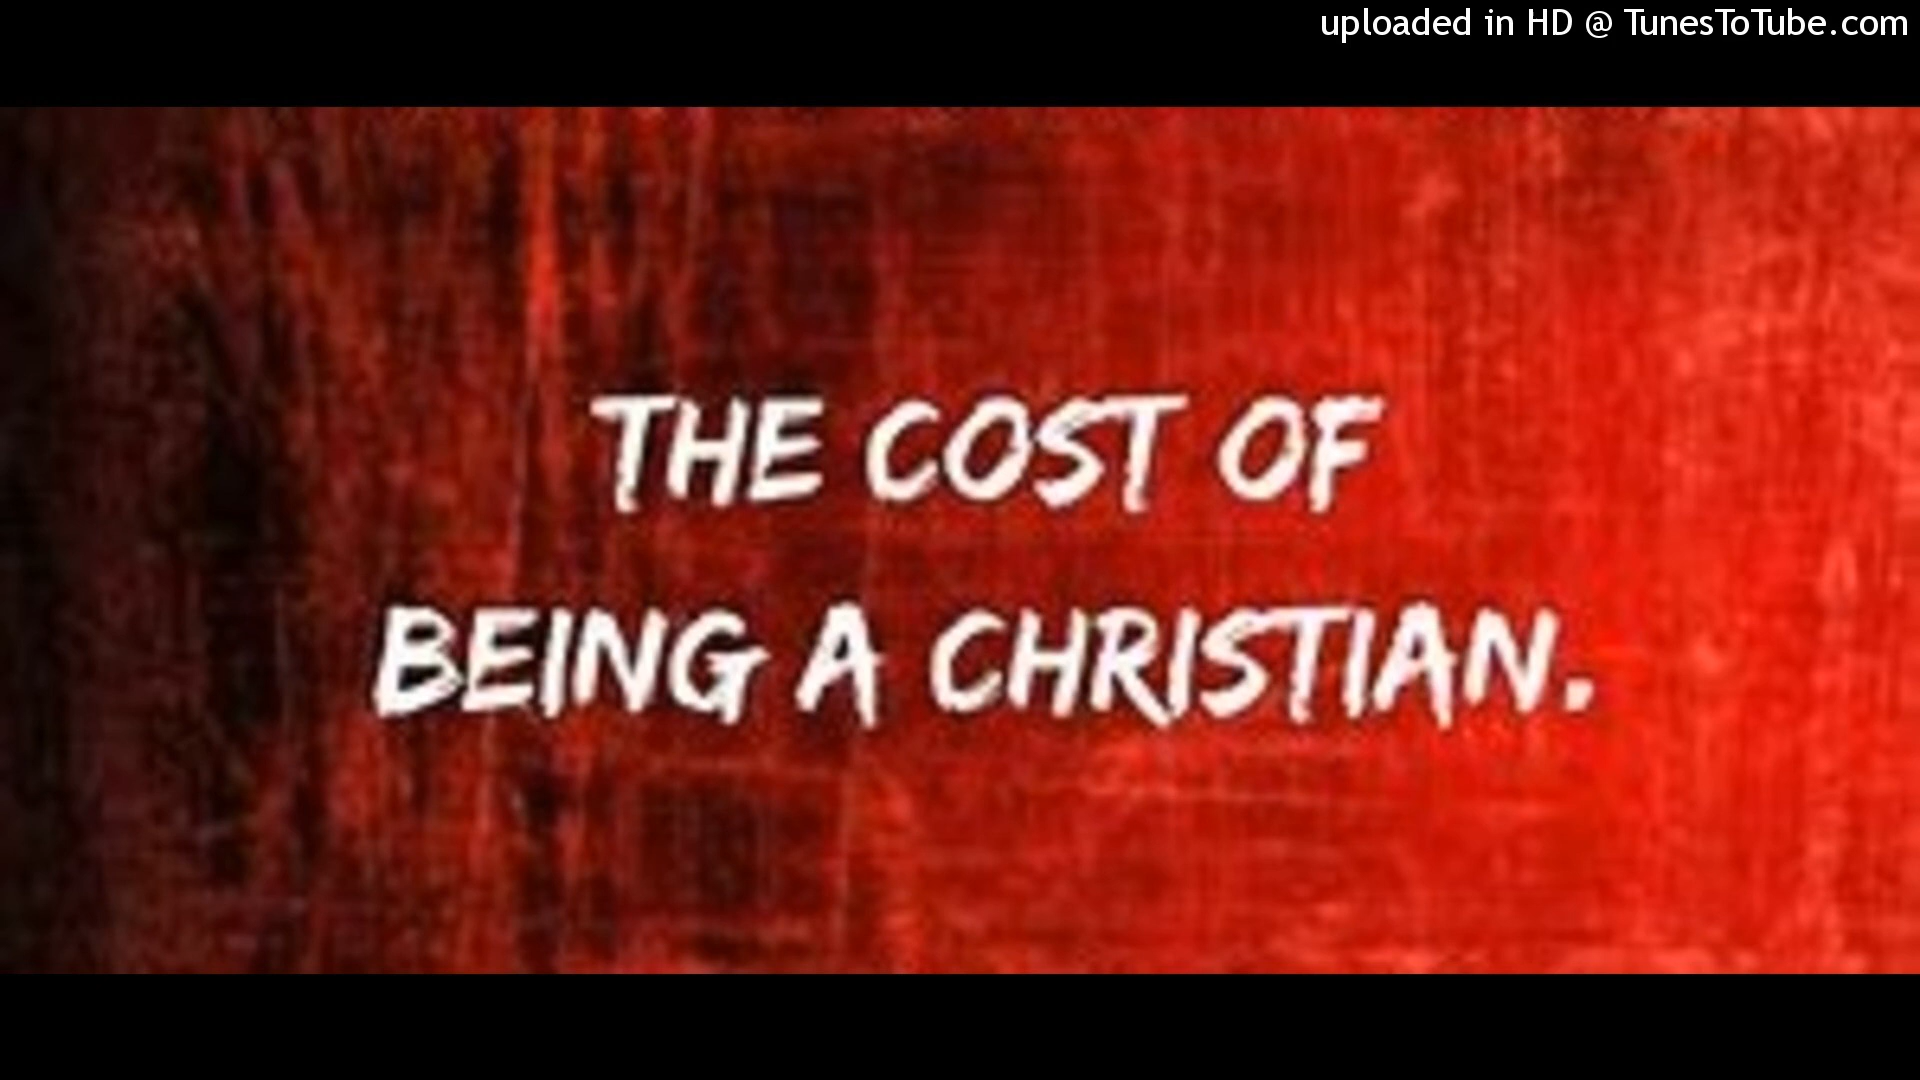 uploaded in HD @ TunesToTube.com
THE COST OF
BEING A CHRISTIAN.